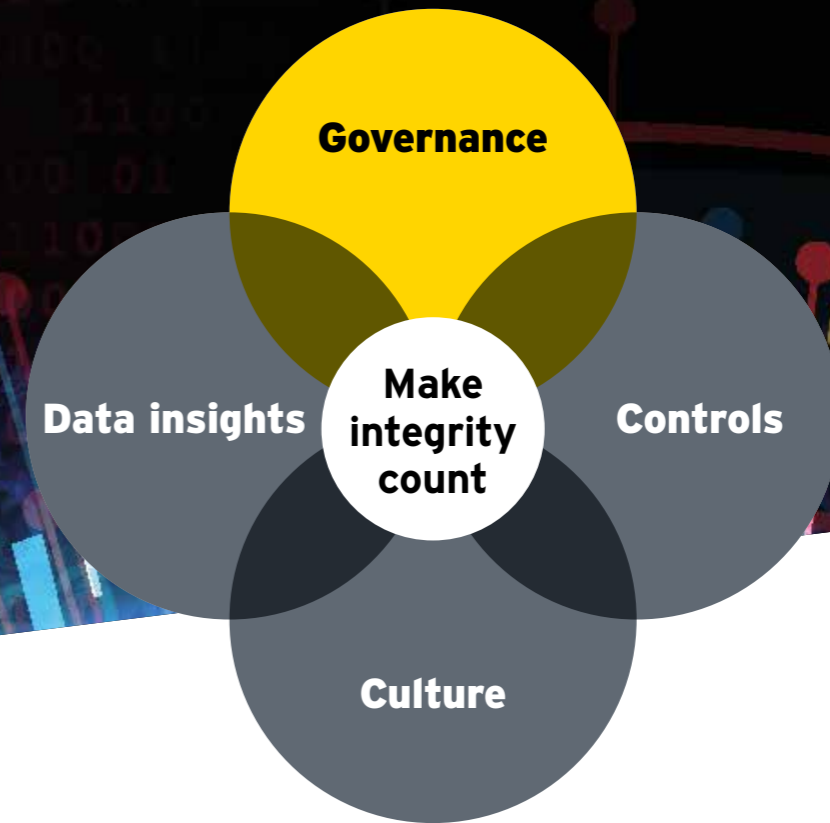 Governance
Data insights
Make
integrity
count
Controls
Culture